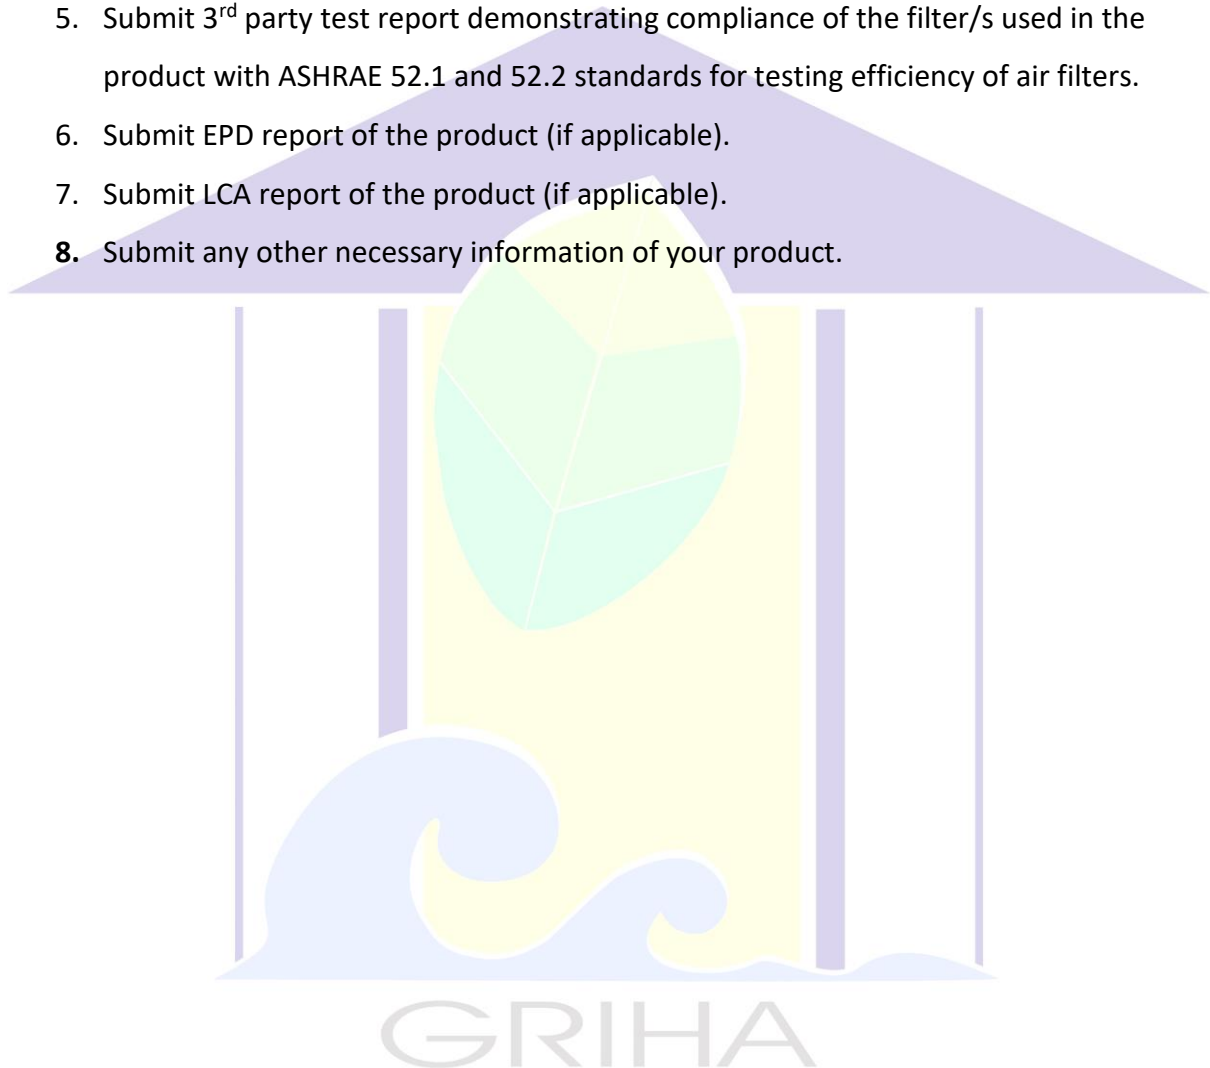 5. Submit 3rd party test report demonstrating compliance of the filter/s used in the
product with ASHRAE 52.1 and 52.2 standards for testing efficiency of air filters.
6. Submit EPD report of the product (if applicable).
7. Submit LCA report of the product (if applicable).
8. Submit any other necessary information of your product.
GRIHA